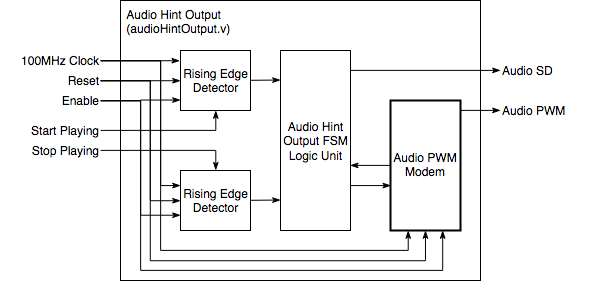 Audio Hint Output
(audioHintOutput.v)
100MHz Clock
Reset
Enable
Start Playing
Stop Playing
Rising Edge
Detector
Rising Edge
Detector
Audio Hint
Output FSM
Logic Unit
Audio PWM
Modem
Audio SD
Audio PWM